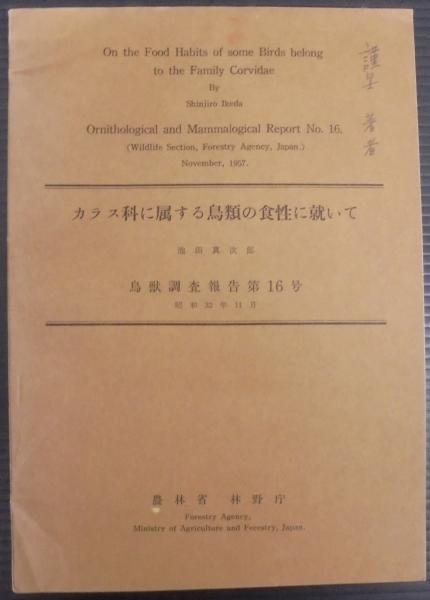 謹呈 著者
On the Food Habits of some Birds belong
to the Family Corvidae
By
Shinjiro Ikeda
Ornithological and Mammalogical Report No. 16.
(Wildlife Section, Forestry Agency, Japan.)
November, 1957.
カラス科に属する鳥類の食性に就いて
池田真次郎
鳥獣調査報告第16号
昭和32年11月
農林省 林野庁
Forestry Agency,
Ministry of Agriculture and Forestry, Japan.